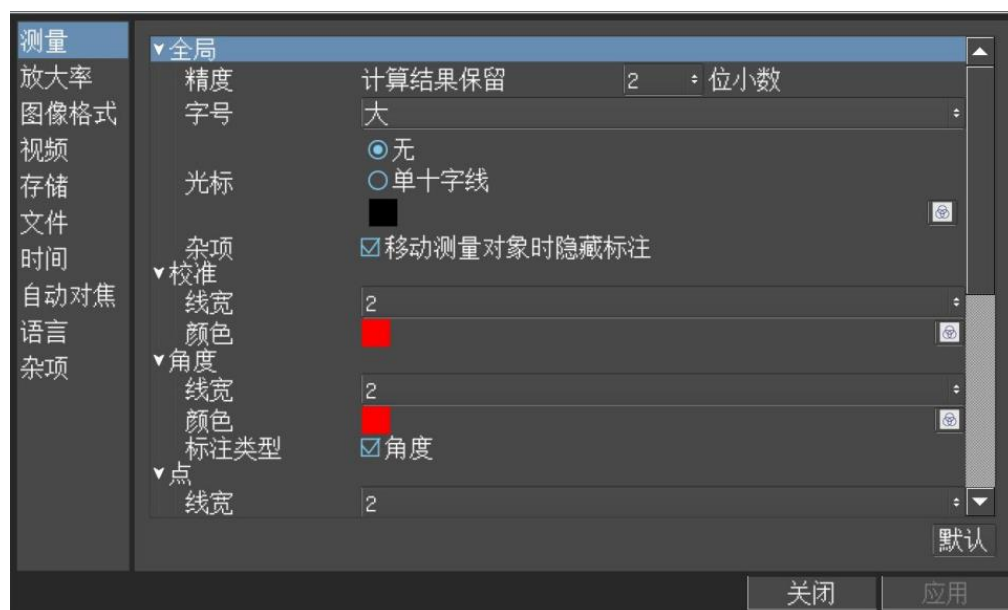 测量
放大率
图像格式
视频
存储
文件
时间
自动对焦
语言
杂项
全局
精度 计算结果保留 2 位小数
字号 大
无
光标 单十字线
杂项 移动测量对象时隐藏标注
校准
线宽 2
颜色
角度
线宽 2
颜色
标注类型 角度
点
线宽 2
默认
关闭 应用